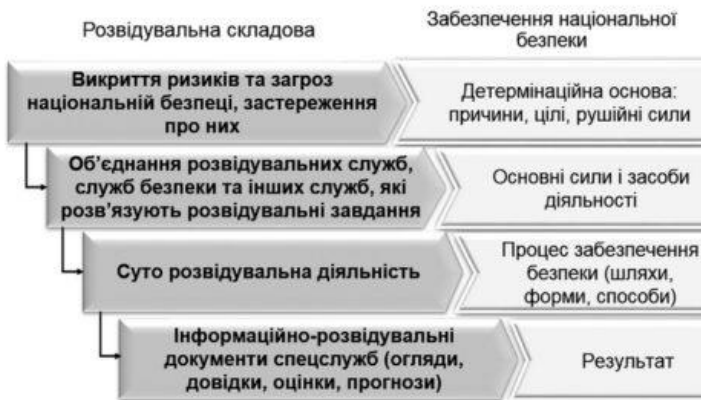 Розвідувальна складова
Забезпечення національної
безпеки
Викриття ризиків та загроз
національній безпеці, застереження
про них
Детермінаційна основа:
причини, цілі, рушійні сили
Об’єднання розвідувальних служб,
служб безпеки та інших служб, які
розв’язують розвідувальні завдання
Основні сили і засоби
діяльності
Суто розвідувальна діяльність
Процес забезпечення
безпеки (шляхи,
форми, способи)
Інформаційно-розвідувальні
документи спецслужб (огляди,
довідки, оцінки, прогнози)
Результат